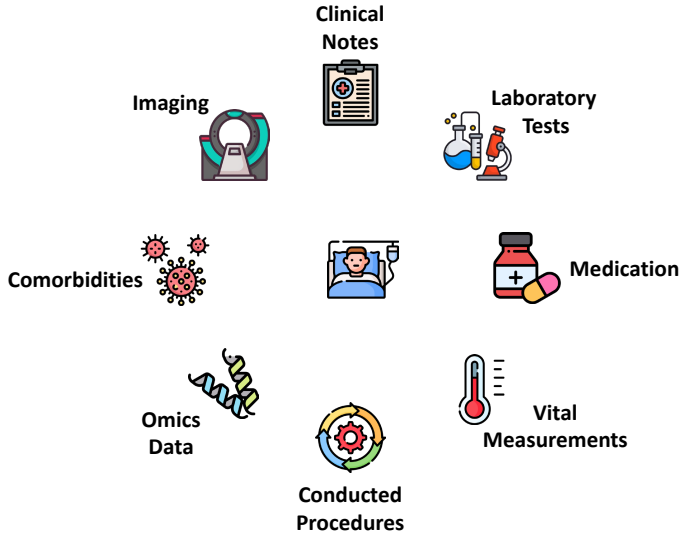 Clinical
Notes
Imaging
Laboratory
Tests
Comorbidities
Medication
Omics
Data
Vital
Measurements
Conducted
Procedures